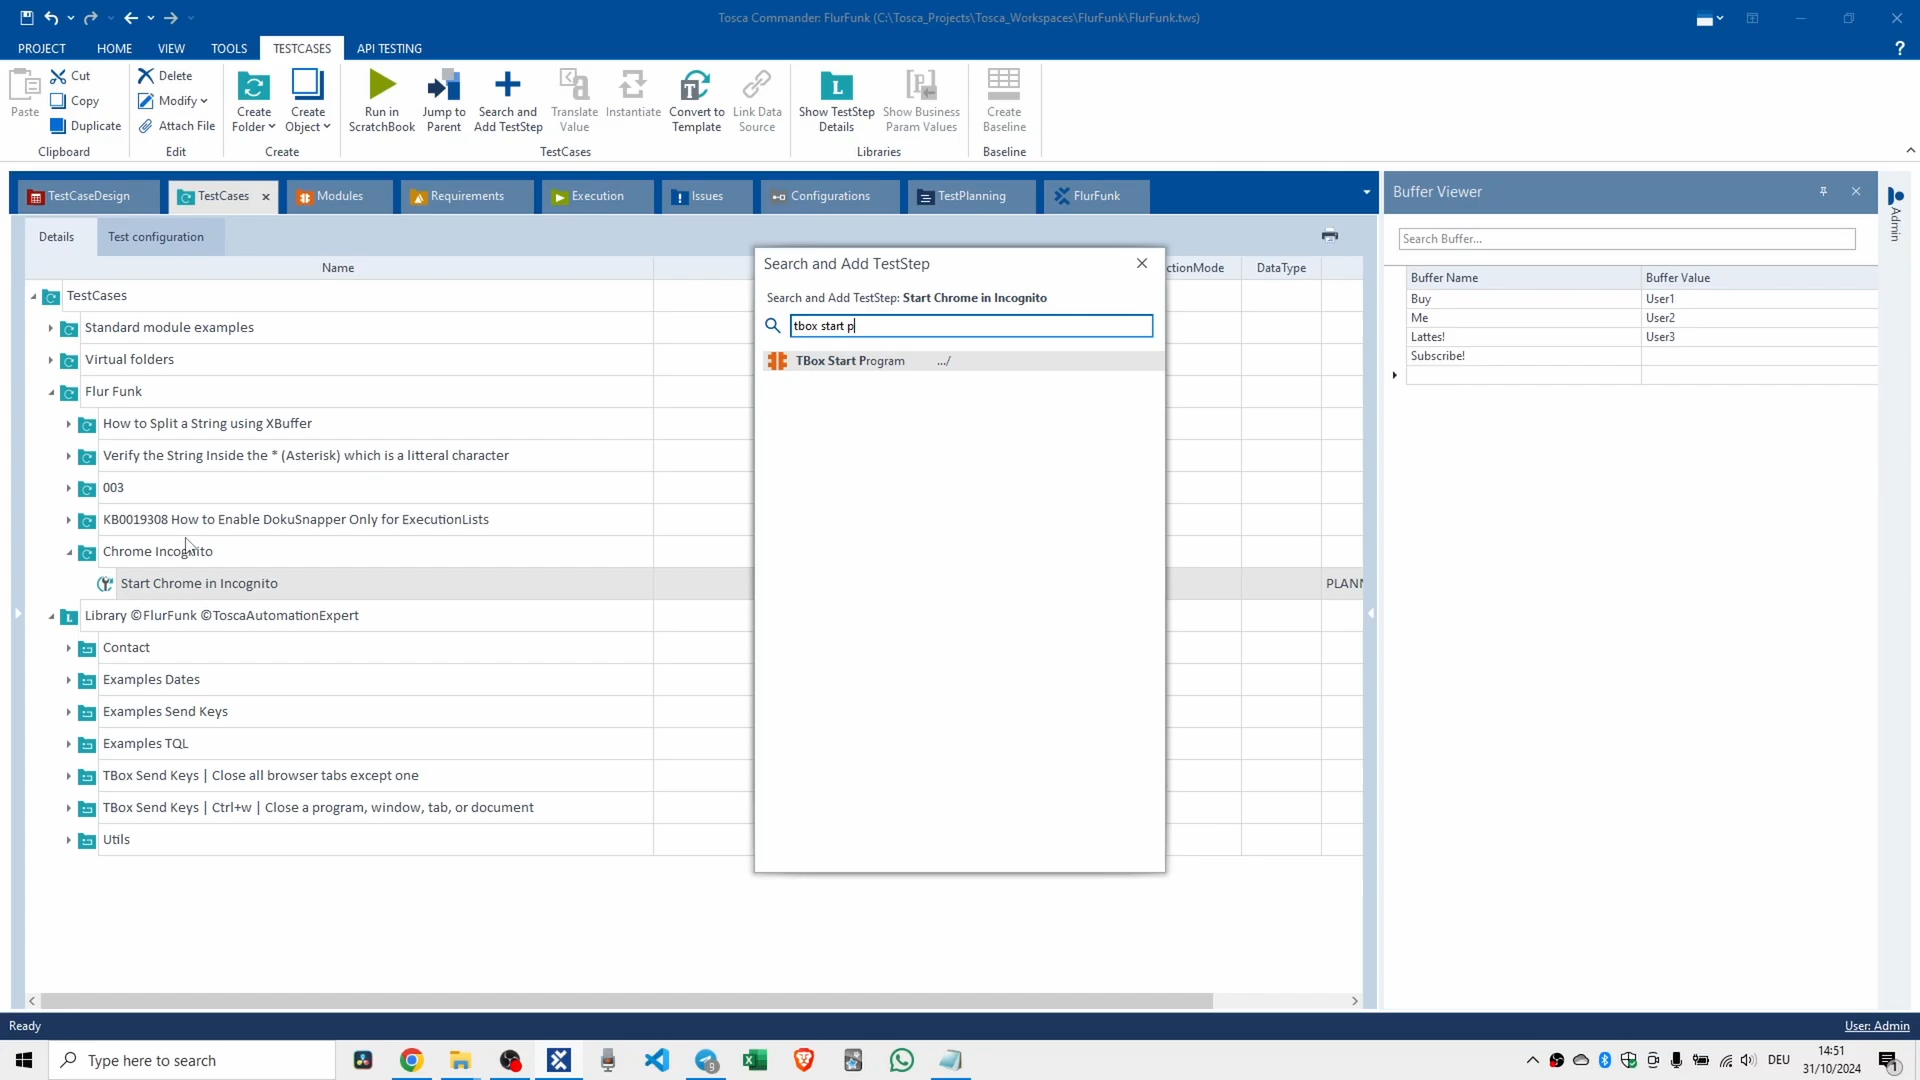 Tosca Commander: FlurFunk (C:\Tosca_Projects\Tosca_Workspaces\FlurFunk\FlurFunk.tws)
PROJECT HOME VIEW TOOLS TESTCASES API TESTING
Paste
Cut
Copy
Duplicate
Clipboard
Delete
Modify
Attach File
Edit
Create Folder
Create Object
Create
Run in ScratchBook
Jump to Parent
Search and Add TestStep
Translate Value
Instantiate
Convert to Template
Link Data Source
TestCases
Show TestStep Details
Show Business Param Values
Libraries
Create Baseline
Baseline
TestCaseDesign TestCases Modules Requirements Execution Issues Configurations TestPlanning FlurFunk
Details Test configuration
Name ctionMode DataType
TestCases
Standard module examples
Virtual folders
Flur Funk
How to Split a String using XBuffer
Verify the String Inside the * (Asterisk) which is a litteral character
003
KB0019308 How to Enable DokuSnapper Only for ExecutionLists
Chrome Incognito
Start Chrome in Incognito PLANN
Library ©FlurFunk ©ToscaAutomationExpert
Contact
Examples Dates
Examples Send Keys
Examples TQL
TBox Send Keys | Close all browser tabs except one
TBox Send Keys | Ctrl+w | Close a program, window, tab, or document
Utils
Search and Add TestStep
Search and Add TestStep: Start Chrome in Incognito
tbox start p
TBox Start Program .../
Buffer Viewer
Search Buffer...
Buffer Name Buffer Value
Buy User1
Me User2
Lattes! User3
Subscribe!
Admin
Ready User: Admin
Type here to search
9
DEU
14:51
31/10/2024
1